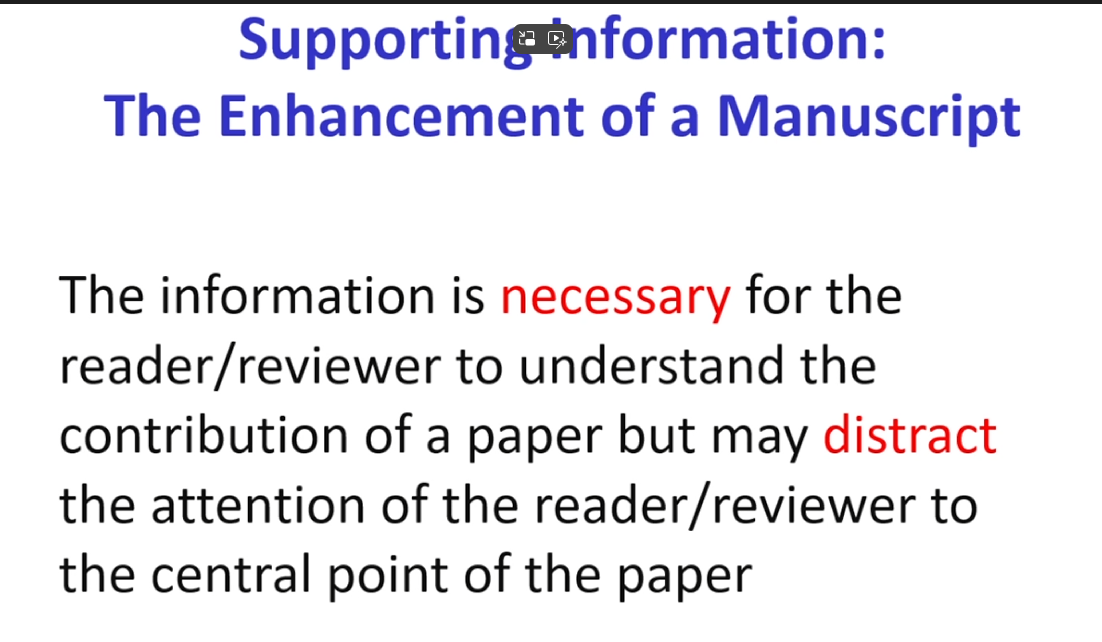 Supporting Information:
The Enhancement of a Manuscript
The information is necessary for the
reader/reviewer to understand the
contribution of a paper but may distract
the attention of the reader/reviewer to
the central point of the paper